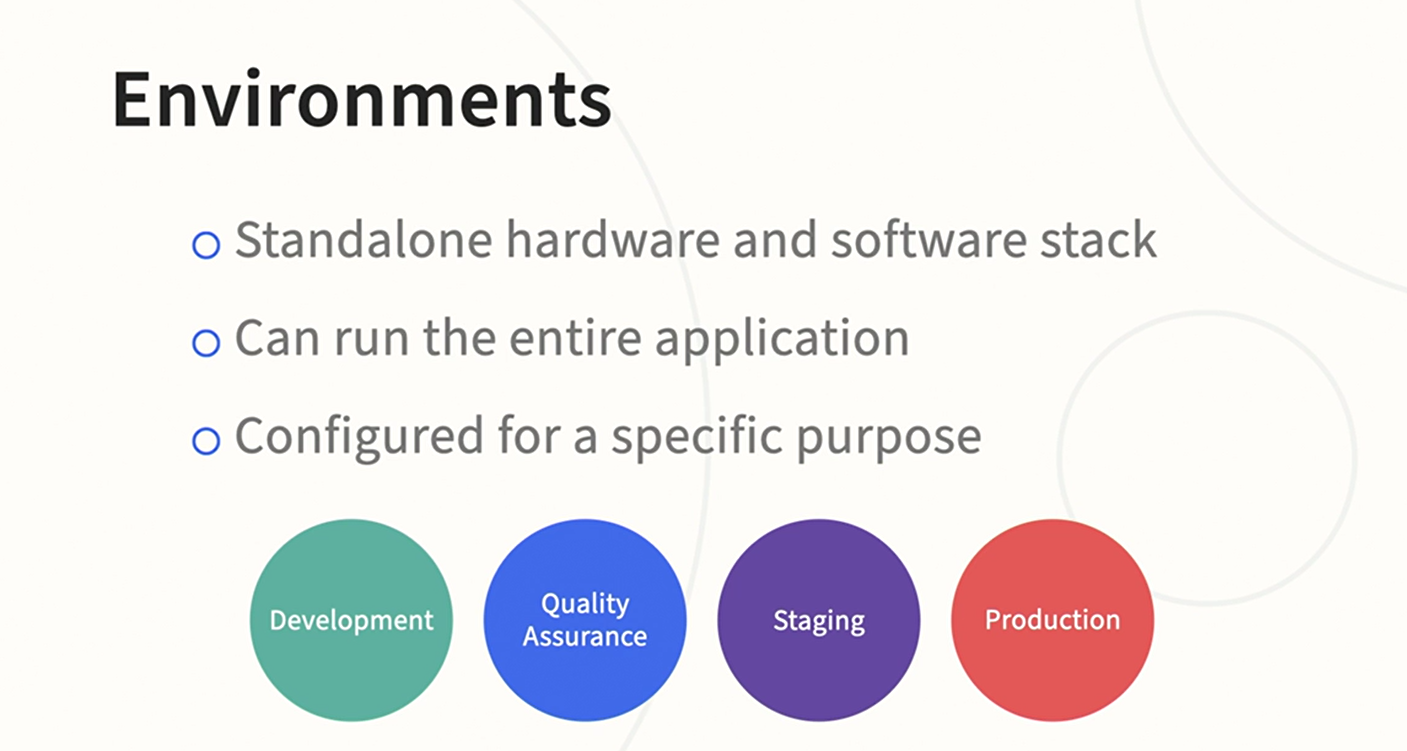 Environments
Standalone hardware and software stack
Can run the entire application
Configured for a specific purpose
Development
Quality
Assurance
Staging
Production